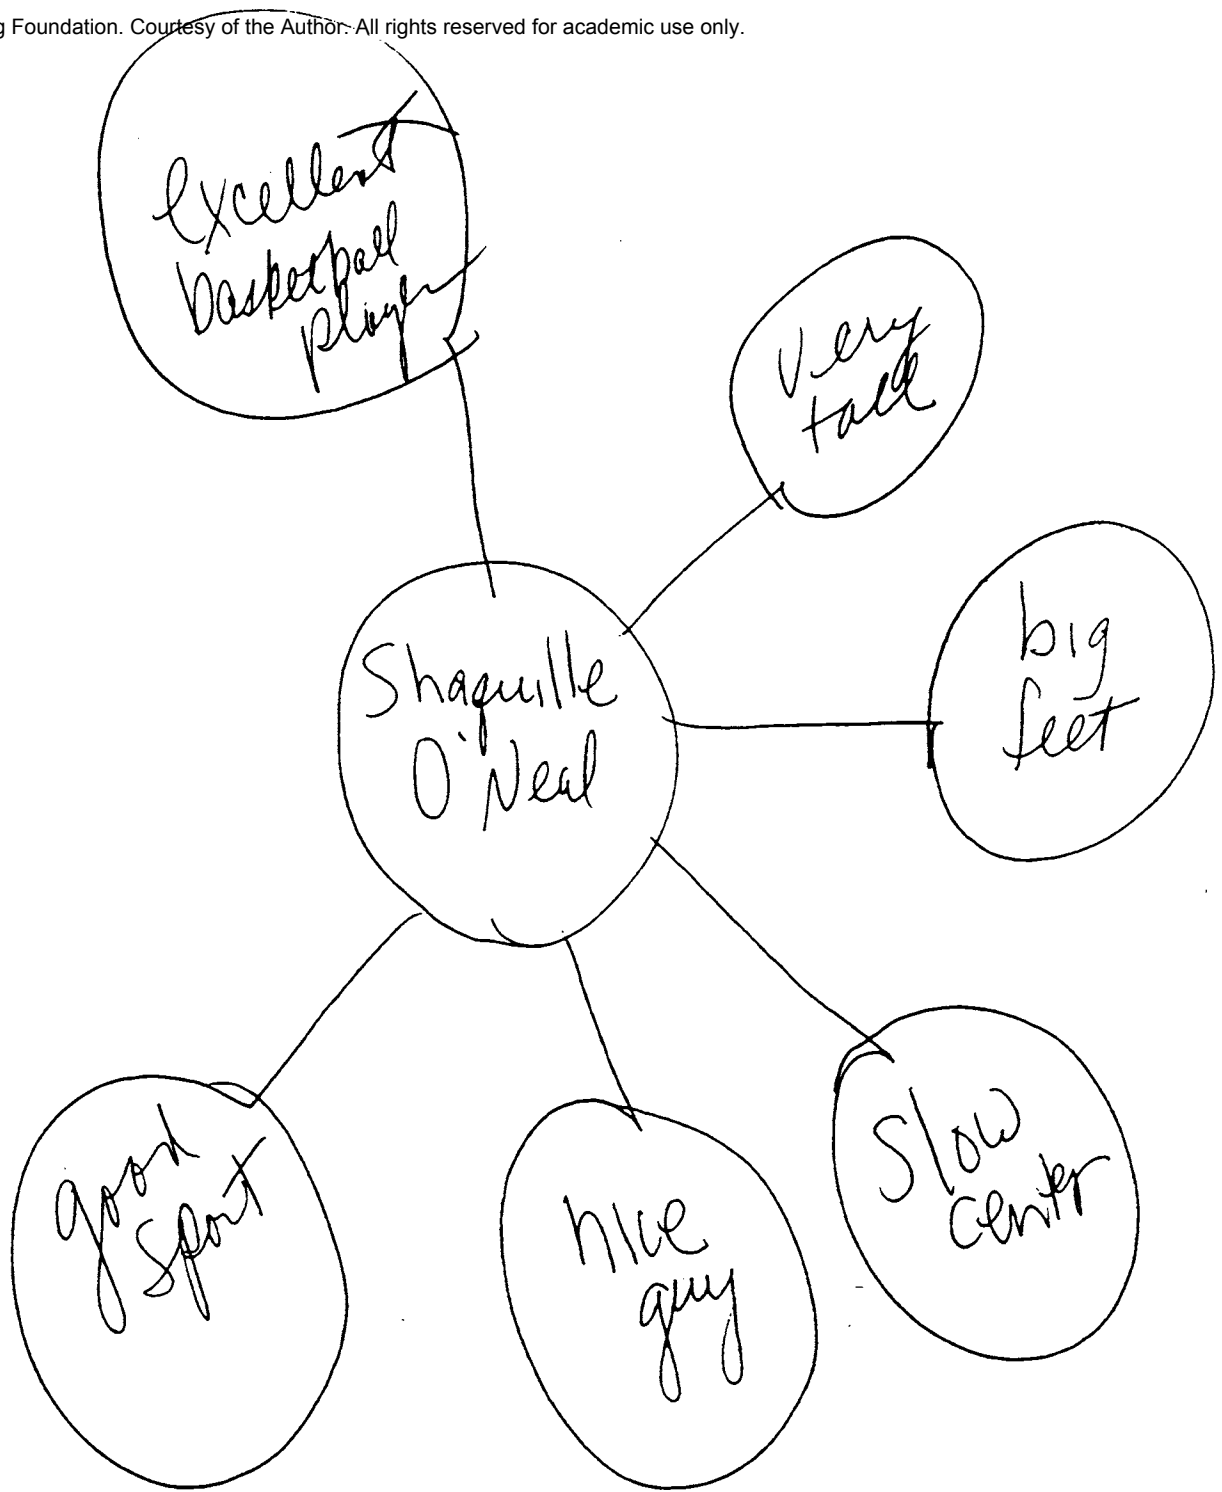 g Foundation. Courtesy of the Author. All rights reserved for academic use only.
excellent
basketball
player
very
tall
big
feet
Shaquille
O'Neal
slow
center
nice
guy
good
sport